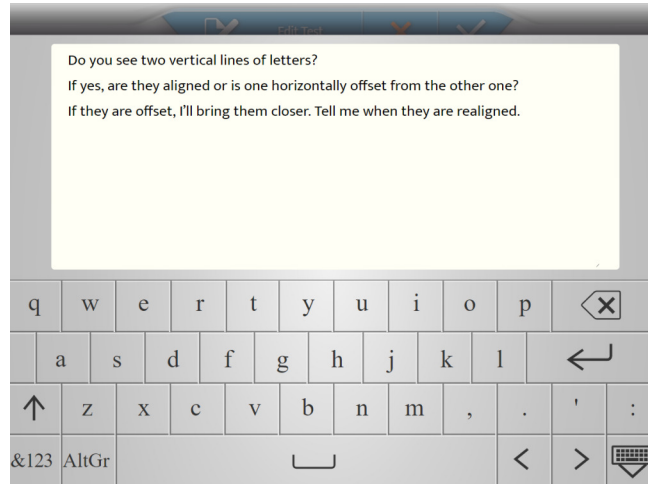 Edit Test
Do you see two vertical lines of letters?
If yes, are they aligned or is one horizontally offset from the other one?
If they are offset, I’ll bring them closer. Tell me when they are realigned.
q w e r t y u i o p
a s d f g h j k l
z x c v b n m , . ' :
&123 AltGr < >